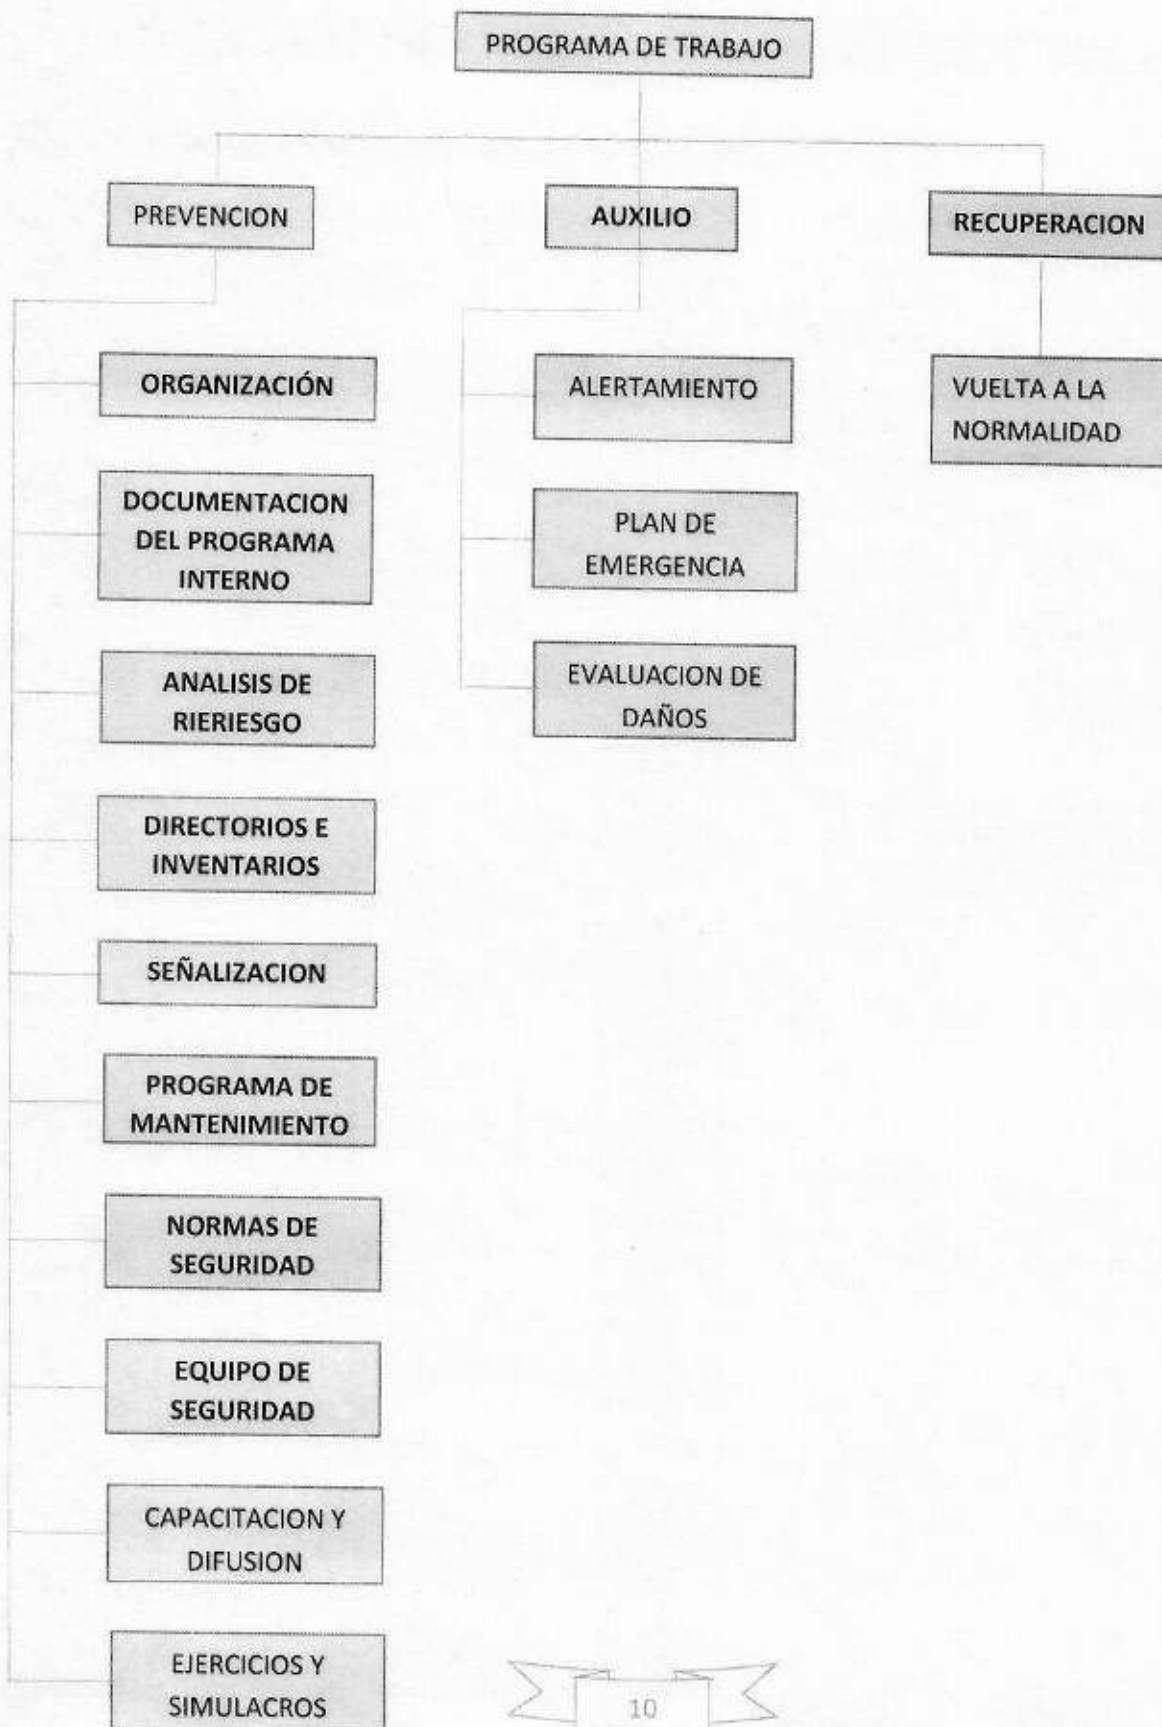 PROGRAMA DE TRABAJO
PREVENCION
AUXILIO
RECUPERACION
ORGANIZACIÓN
DOCUMENTACION
DEL PROGRAMA
INTERNO
ANALISIS DE
RIERIESGO
DIRECTORIOS E
INVENTARIOS
SEÑALIZACION
PROGRAMA DE
MANTENIMIENTO
NORMAS DE
SEGURIDAD
EQUIPO DE
SEGURIDAD
CAPACITACION Y
DIFUSION
EJERCICIOS Y
SIMULACROS
ALERTAMIENTO
PLAN DE
EMERGENCIA
EVALUACION DE
DAÑOS
VUELTA A LA
NORMALIDAD
10